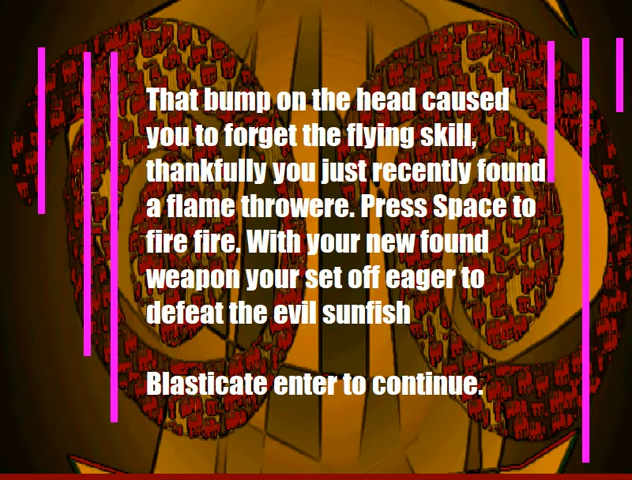 That bump on the head caused
you to forget the flying skill,
thankfully you just recently found
a flame throwere. Press Space to
fire fire. With your new found
weapon your set off eager to
defeat the evil sunfish
Blasticate enter to continue.